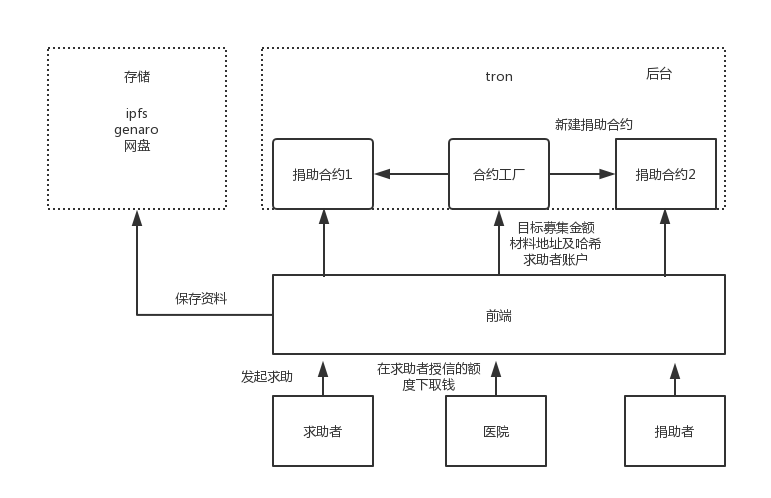 存储
ipfs
genaro
网盘
tron
后台
新建捐助合约
捐助合约1
合约工厂
捐助合约2
目标募集金额
材料地址及哈希
求助者账户
保存资料
前端
发起求助
在求助者授信的额
度下取钱
求助者
医院
捐助者